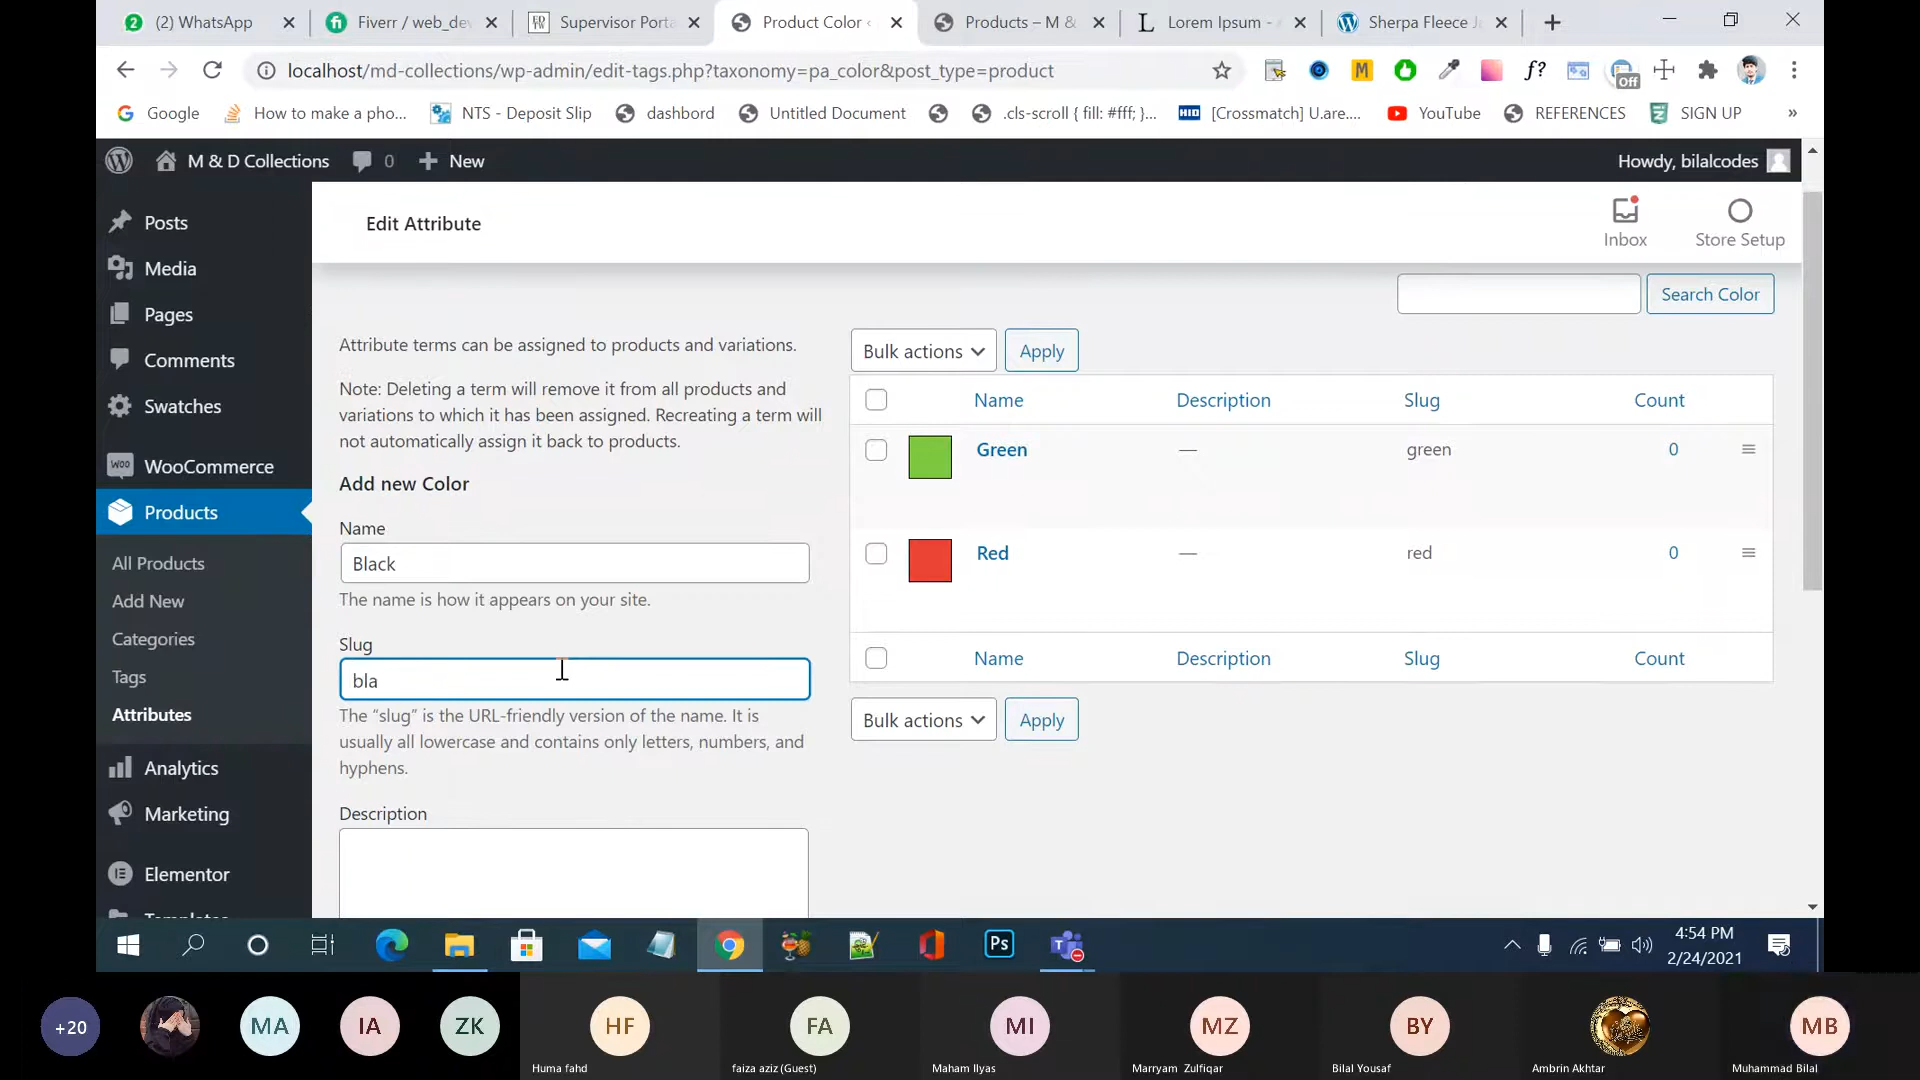 (2) WhatsApp
Fiverr / web_dev
Supervisor Porta
Product Color ‹
Products – M &
Lorem Ipsum -
Sherpa Fleece Ja
localhost/md-collections/wp-admin/edit-tags.php?taxonomy=pa_color&post_type=product
Off
Google
How to make a pho...
NTS - Deposit Slip
dashbord
Untitled Document
.cls-scroll { fill: #fff; }...
HID
[Crossmatch] U.are....
YouTube
REFERENCES
SIGN UP
»
M & D Collections
0
+ New
Howdy, bilalcodes
Posts
Media
Pages
Comments
Swatches
WooCommerce
Products
All Products
Add New
Categories
Tags
Attributes
Analytics
Marketing
Elementor
Edit Attribute
Inbox
Store Setup
Search Color
Attribute terms can be assigned to products and variations.
Note: Deleting a term will remove it from all products and
variations to which it has been assigned. Recreating a term will
not automatically assign it back to products.
Add new Color
Name
Black
The name is how it appears on your site.
Slug
bla
The “slug” is the URL-friendly version of the name. It is
usually all lowercase and contains only letters, numbers, and
hyphens.
Description
Bulk actions
Apply
Name Description Slug Count
Green — green 0
Red — red 0
Name Description Slug Count
Bulk actions
Apply
Ps
4:54 PM
2/24/2021
+20
MA
IA
ZK
HF
Huma fahd
FA
faiza aziz (Guest)
MI
Maham Ilyas
MZ
Marryam Zulfiqar
BY
Bilal Yousaf
Ambrin Akhtar
MB
Muhammad Bilal